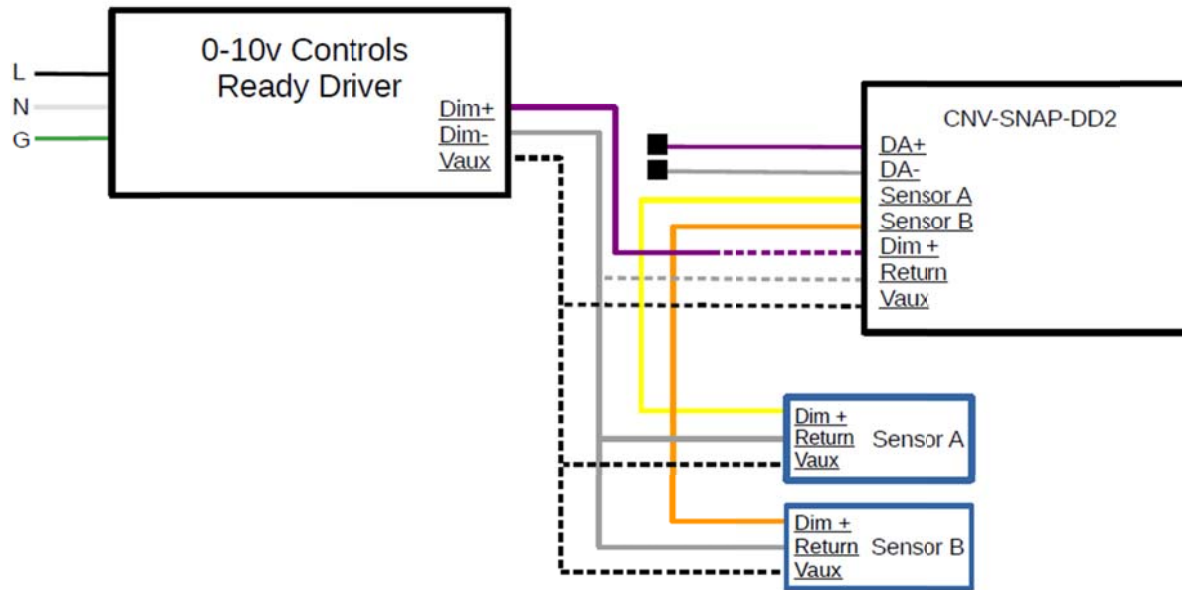 0-10v Controls
Ready Driver
L
N
G
Dim+
Dim-
Vaux
CNV-SNAP-DD2
DA+
DA-
Sensor A
Sensor B
Dim +
Return
Vaux
Dim +
Return
Vaux
Sensor A
Dim +
Return
Vaux
Sensor B